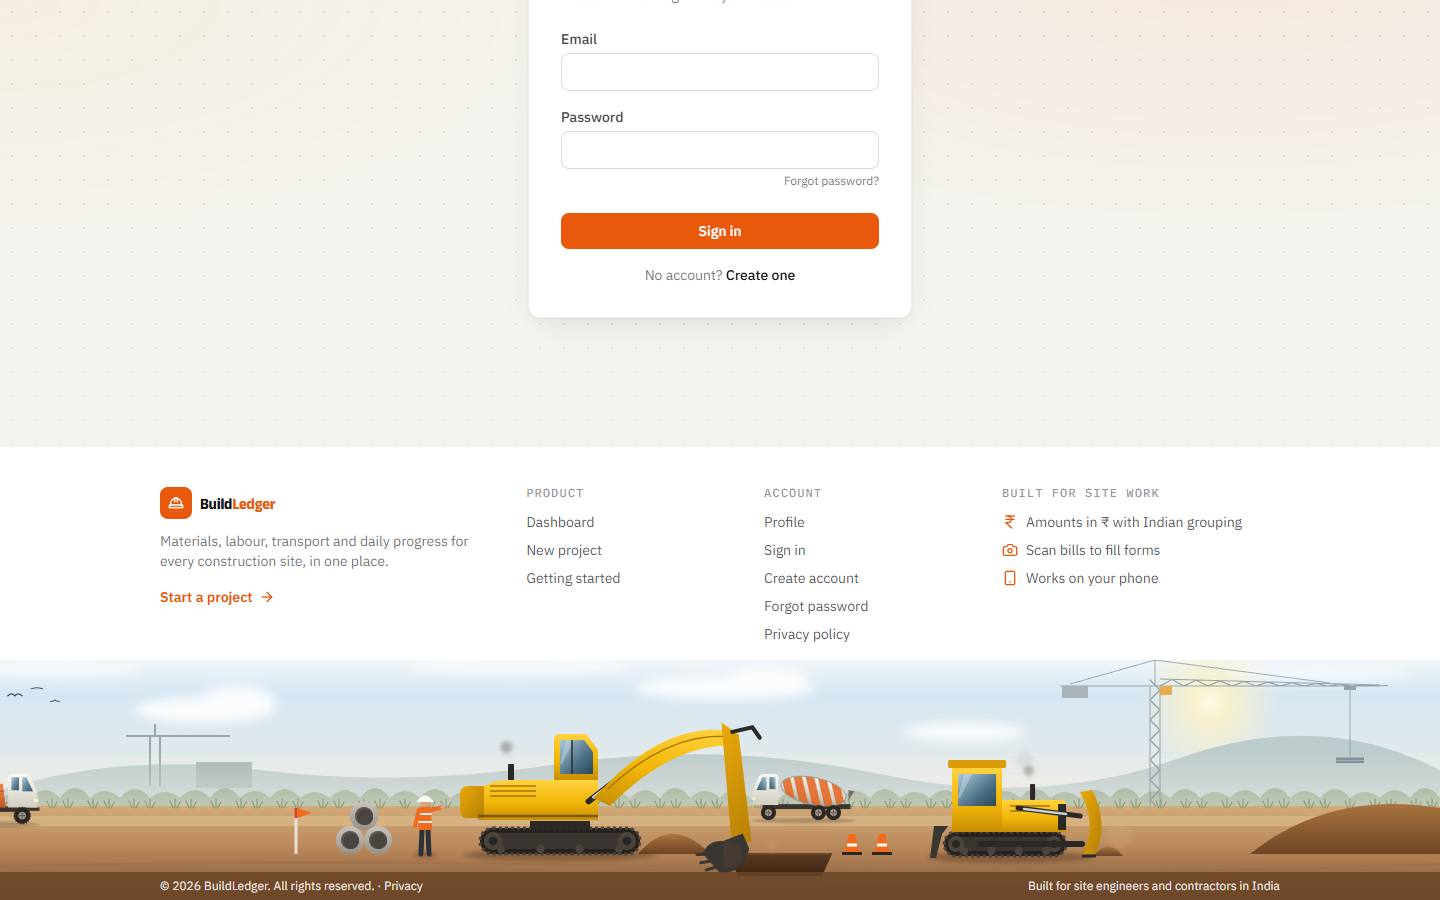 Email
Password
Forgot password?
Sign in
No account? Create one
BuildLedger
Materials, labour, transport and daily progress for
every construction site, in one place.
Start a project
PRODUCT
Dashboard
New project
Getting started
ACCOUNT
Profile
Sign in
Create account
Forgot password
Privacy policy
BUILT FOR SITE WORK
Amounts in ₹ with Indian grouping
Scan bills to fill forms
Works on your phone
© 2026 BuildLedger. All rights reserved. · Privacy
Built for site engineers and contractors in India